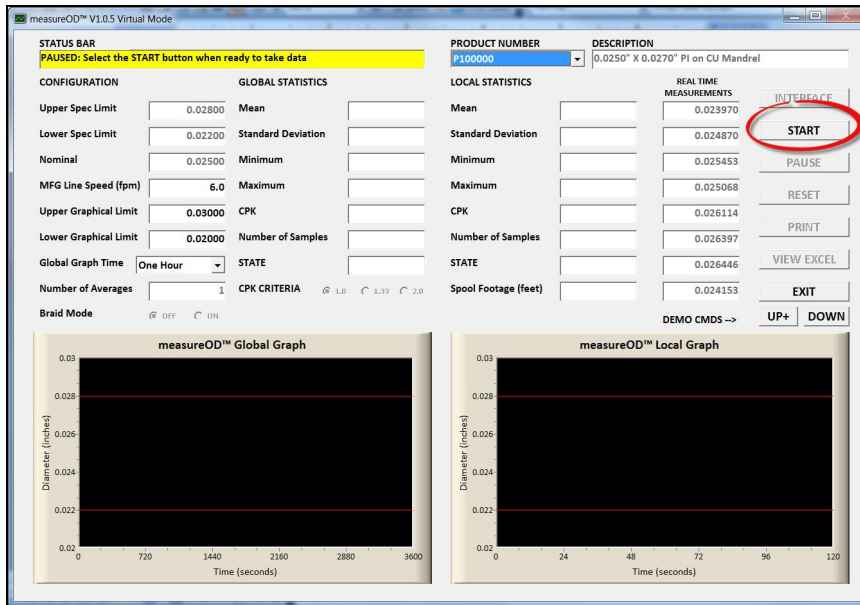 measureOD™ V1.0.5 Virtual Mode
STATUS BAR
PAUSED: Select the START button when ready to take data
PRODUCT NUMBER
P100000
DESCRIPTION
0.0250" X 0.0270" PI on CU Mandrel
CONFIGURATION
Upper Spec Limit 0.02800
Lower Spec Limit 0.02200
Nominal 0.02500
MFG Line Speed (fpm) 6.0
Upper Graphical Limit 0.03000
Lower Graphical Limit 0.02000
Global Graph Time One Hour
Number of Averages 1
Braid Mode OFF ON
GLOBAL STATISTICS
Mean
Standard Deviation
Minimum
Maximum
CPK
Number of Samples
STATE
CPK CRITERIA 1.0 1.33 2.0
LOCAL STATISTICS
Mean
Standard Deviation
Minimum
Maximum
CPK
Number of Samples
STATE
Spool Footage (feet)
REAL TIME
MEASUREMENTS
0.023970
0.024870
0.025453
0.025068
0.026114
0.026397
0.026446
0.024153
DEMO CMDS -->
INTERFACE
START
PAUSE
RESET
PRINT
VIEW EXCEL
EXIT
UP+ DOWN
measureOD™ Global Graph
Diameter (inches)
0.03
0.028
0.026
0.024
0.022
0.02
0 720 1440 2160 2880 3600
Time (seconds)
measureOD™ Local Graph
Diameter (inches)
0.03
0.028
0.026
0.024
0.022
0.02
0 24 48 72 96 120
Time (seconds)